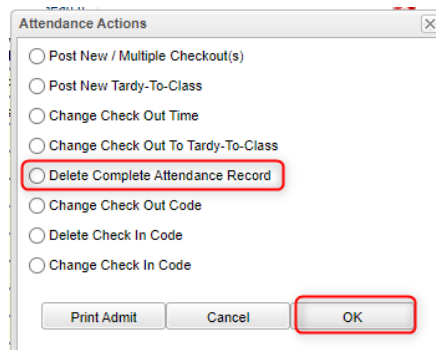 Attendance Actions
Post New / Multiple Checkout(s)
Post New Tardy-To-Class
Change Check Out Time
Change Check Out To Tardy-To-Class
Delete Complete Attendance Record
Change Check Out Code
Delete Check In Code
Change Check In Code
Print Admit Cancel OK